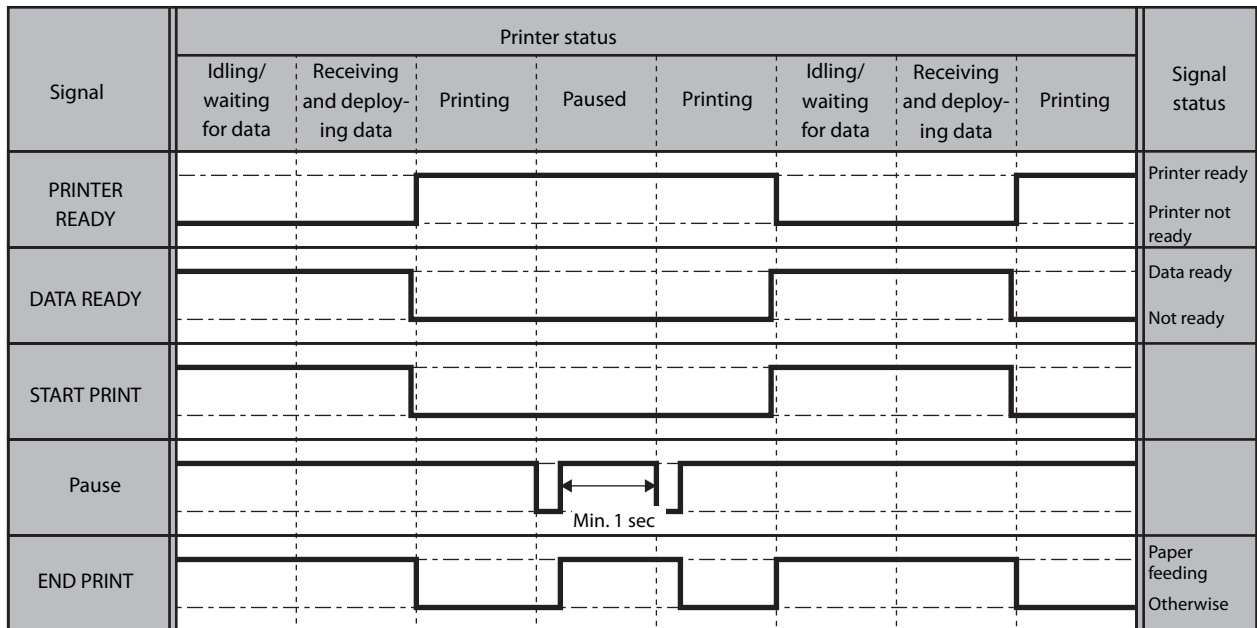 Signal
Printer status
Signal
status
Idling/
waiting
for data
Receiving
and deploy-
ing data
Printing
Paused
Printing
Idling/
waiting
for data
Receiving
and deploy-
ing data
Printing
PRINTER
READY
Printer ready
Printer not
ready
DATA READY
Data ready
Not ready
START PRINT
Pause
Min. 1 sec
END PRINT
Paper
feeding
Otherwise